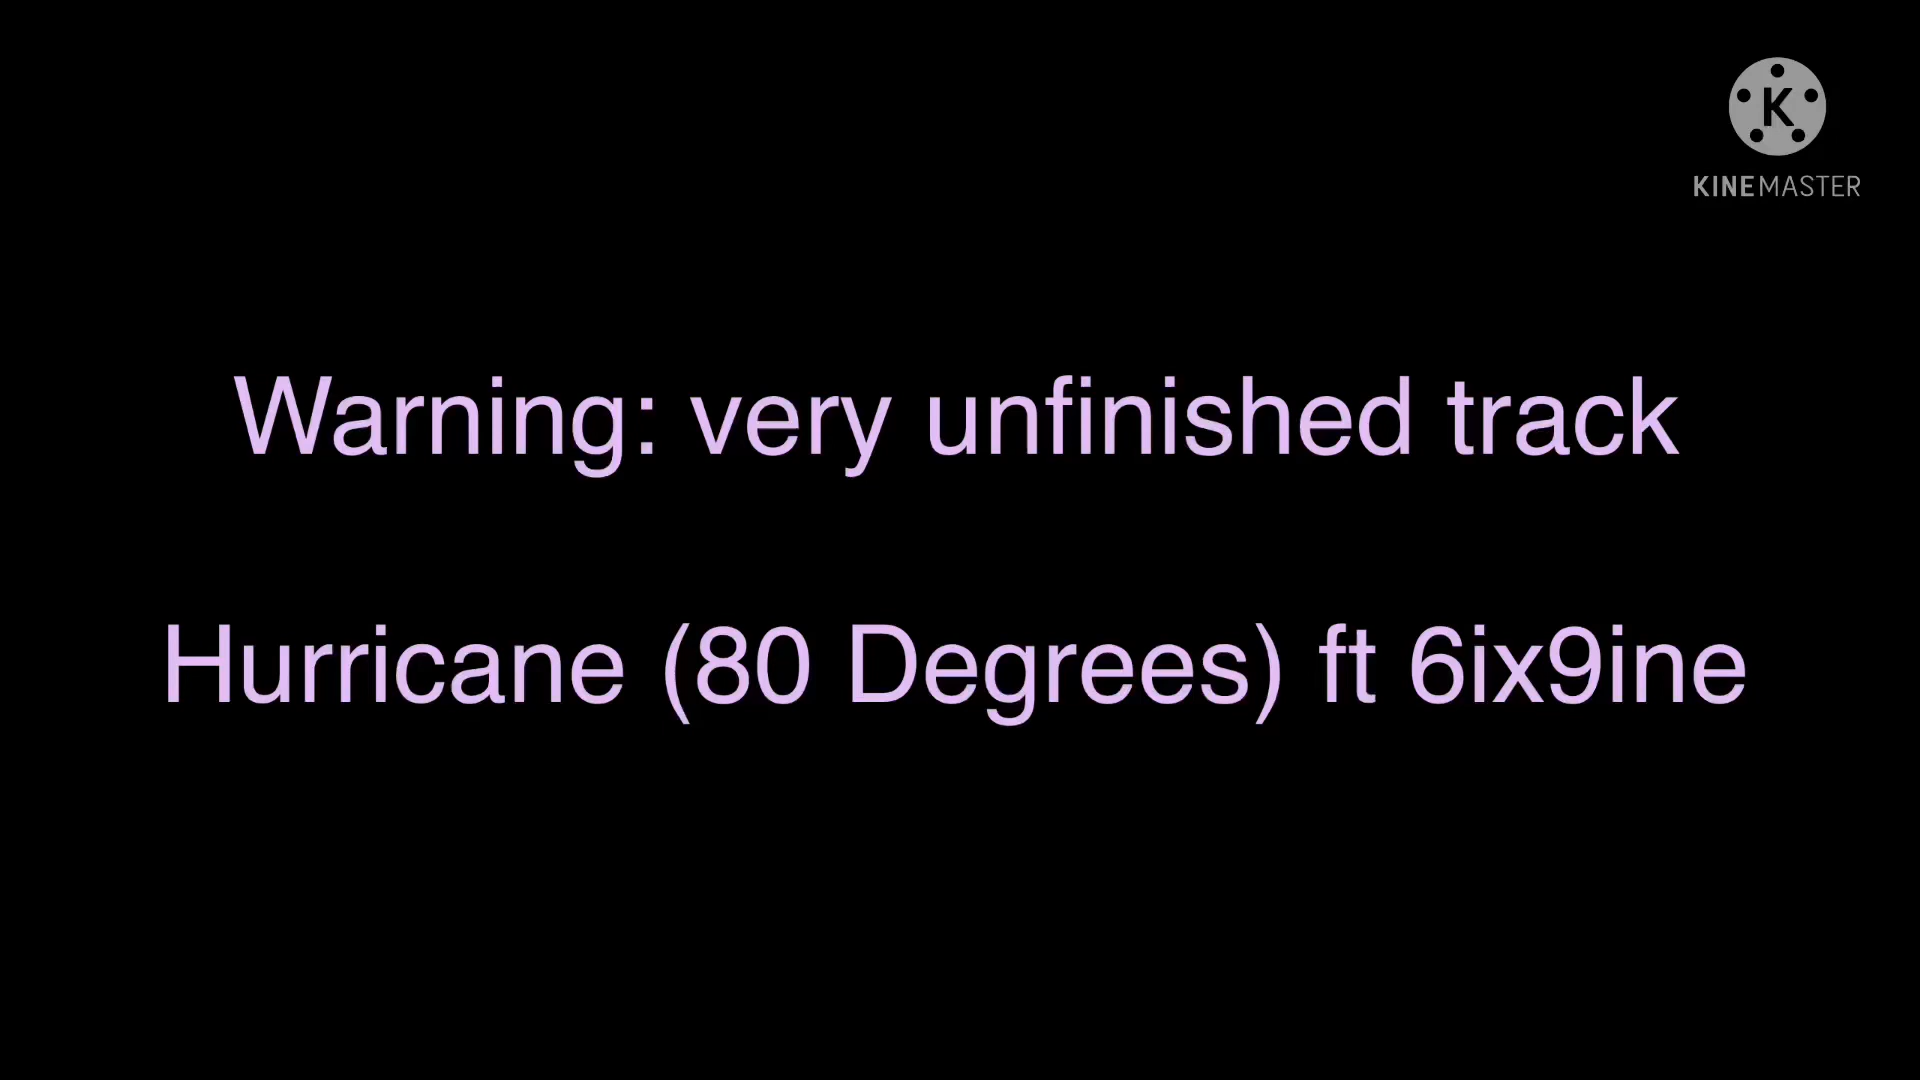 K
KINEMASTER
Warning: very unfinished track
Hurricane (80 Degrees) ft 6ix9ine